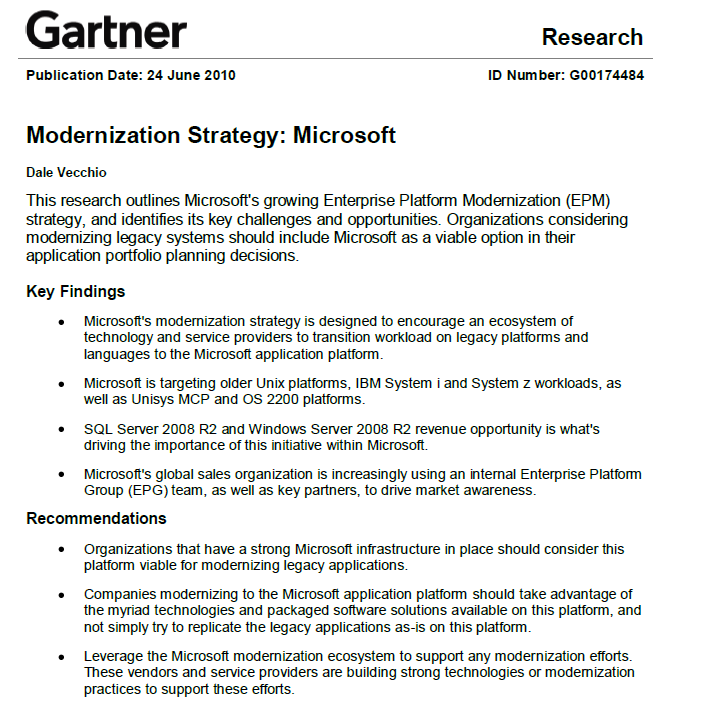 Gartner
Research
Publication Date: 24 June 2010
ID Number: G00174484
Modernization Strategy: Microsoft
Dale Vecchio
This research outlines Microsoft's growing Enterprise Platform Modernization (EPM)
strategy, and identifies its key challenges and opportunities. Organizations considering
modernizing legacy systems should include Microsoft as a viable option in their
application portfolio planning decisions.
Key Findings
• Microsoft's modernization strategy is designed to encourage an ecosystem of
technology and service providers to transition workload on legacy platforms and
languages to the Microsoft application platform.
• Microsoft is targeting older Unix platforms, IBM System i and System z workloads, as
well as Unisys MCP and OS 2200 platforms.
• SQL Server 2008 R2 and Windows Server 2008 R2 revenue opportunity is what's
driving the importance of this initiative within Microsoft.
• Microsoft's global sales organization is increasingly using an internal Enterprise Platform
Group (EPG) team, as well as key partners, to drive market awareness.
Recommendations
• Organizations that have a strong Microsoft infrastructure in place should consider this
platform viable for modernizing legacy applications.
• Companies modernizing to the Microsoft application platform should take advantage of
the myriad technologies and packaged software solutions available on this platform, and
not simply try to replicate the legacy applications as-is on this platform.
• Leverage the Microsoft modernization ecosystem to support any modernization efforts.
These vendors and service providers are building strong technologies or modernization
practices to support these efforts.